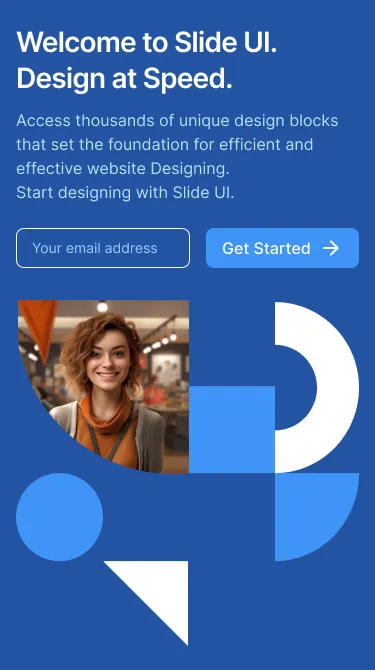 Welcome to Slide UI.
Design at Speed.
Access thousands of unique design blocks
that set the foundation for efficient and
effective website Designing.
Start designing with Slide UI.
Your email address
Get Started